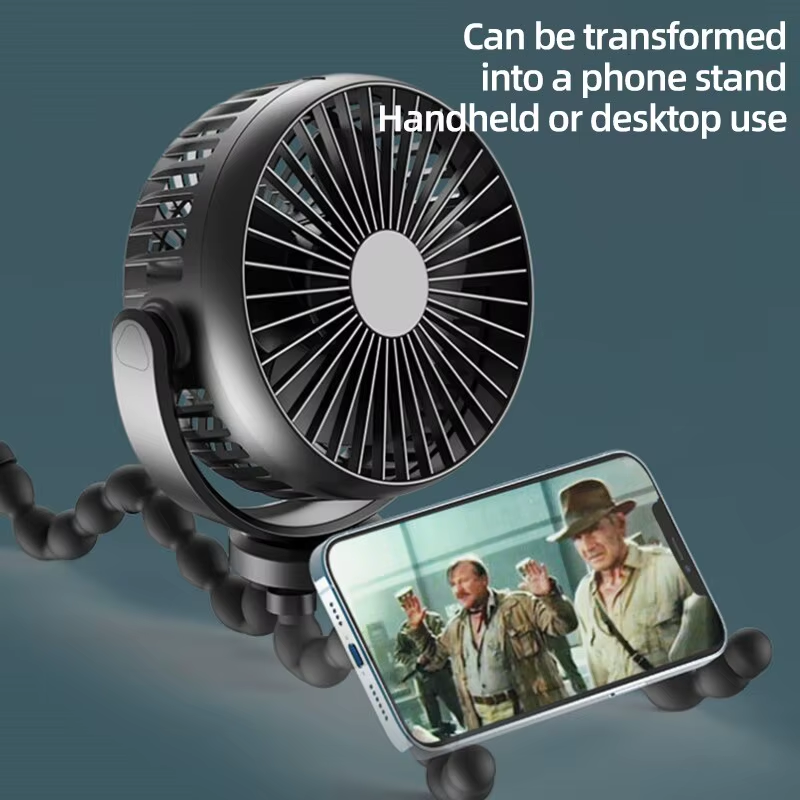 Can be transformed
into a phone stand
Handheld or desktop use